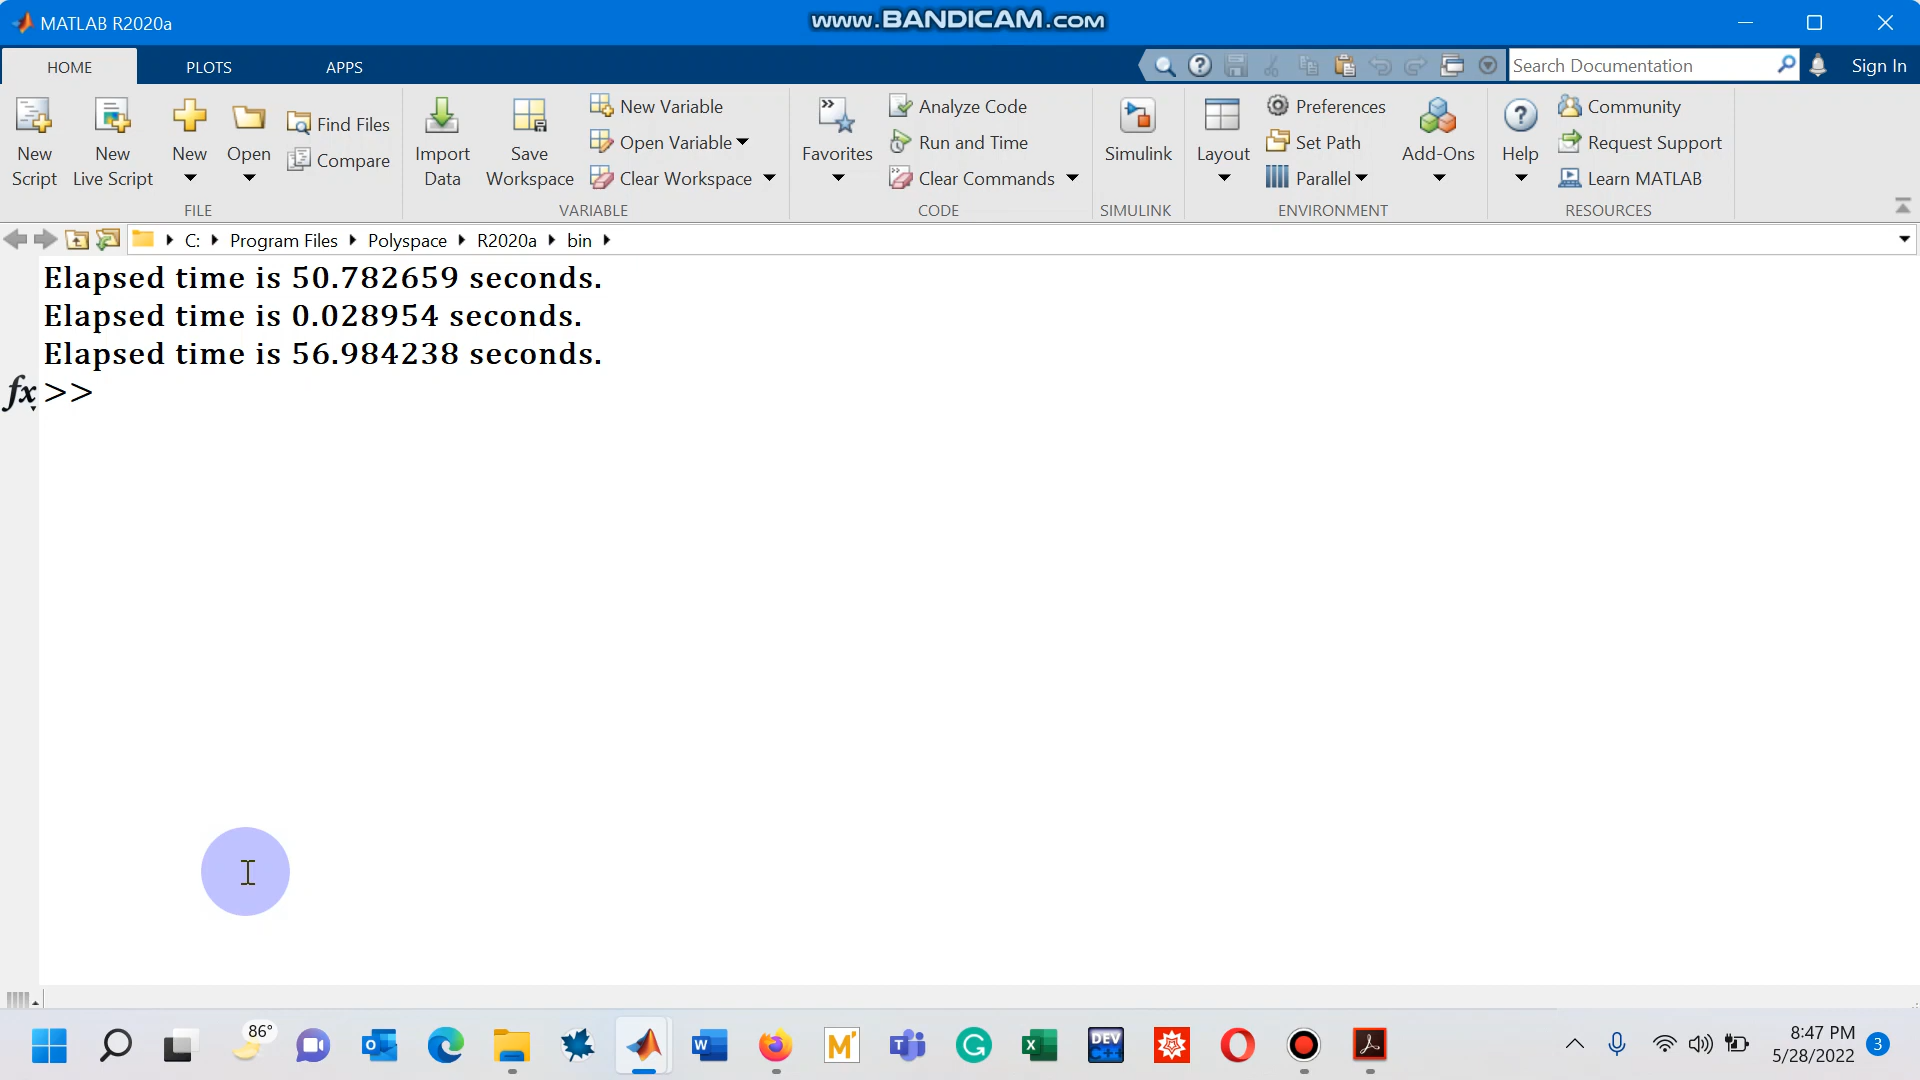 MATLAB R2020a
www.BANDICAM.com
HOME PLOTS APPS
Search Documentation
Sign In
New Script
New Live Script
New
Open
Find Files
Compare
FILE
Import Data
Save Workspace
New Variable
Open Variable
Clear Workspace
VARIABLE
Favorites
Analyze Code
Run and Time
Clear Commands
CODE
Simulink
SIMULINK
Layout
Preferences
Set Path
Parallel
Add-Ons
ENVIRONMENT
Help
Community
Request Support
Learn MATLAB
RESOURCES
C: Program Files Polyspace R2020a bin
Elapsed time is 50.782659 seconds.
Elapsed time is 0.028954 seconds.
Elapsed time is 56.984238 seconds.
fx >>
86°
DEV C++
8:47 PM
5/28/2022
3